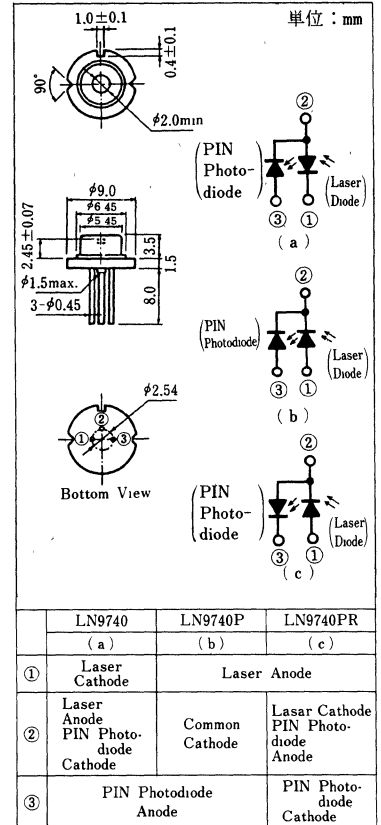 単位：mm
1.0±0.1
0.4±0.1
90°
φ2.0min
φ9.0
φ6 45
φ5 45
2.45±0.07
3.5
1.5
φ1.5max.
3-φ0.45
8.0
φ2.54
② 
① ③
Bottom View
②
(PIN
Photo-
diode)
(Laser
Diode)
③ ①
(a)
②
(PIN
Photodiode)
(Laser
Diode)
③ ①
(b)
②
(PIN
Photo-
diode)
(Laser
Diode)
③ ①
(c)
LN9740 LN9740P LN9740PR
(a) (b) (c)
① Laser
Cathode
Laser Anode
② Laser
Anode
PIN Photo-
diode
Cathode
Common
Cathode
Lasar Cathode
PIN Photo-
diode
Anode
③ PIN Photodiode
Anode
PIN Photo-
diode
Cathode